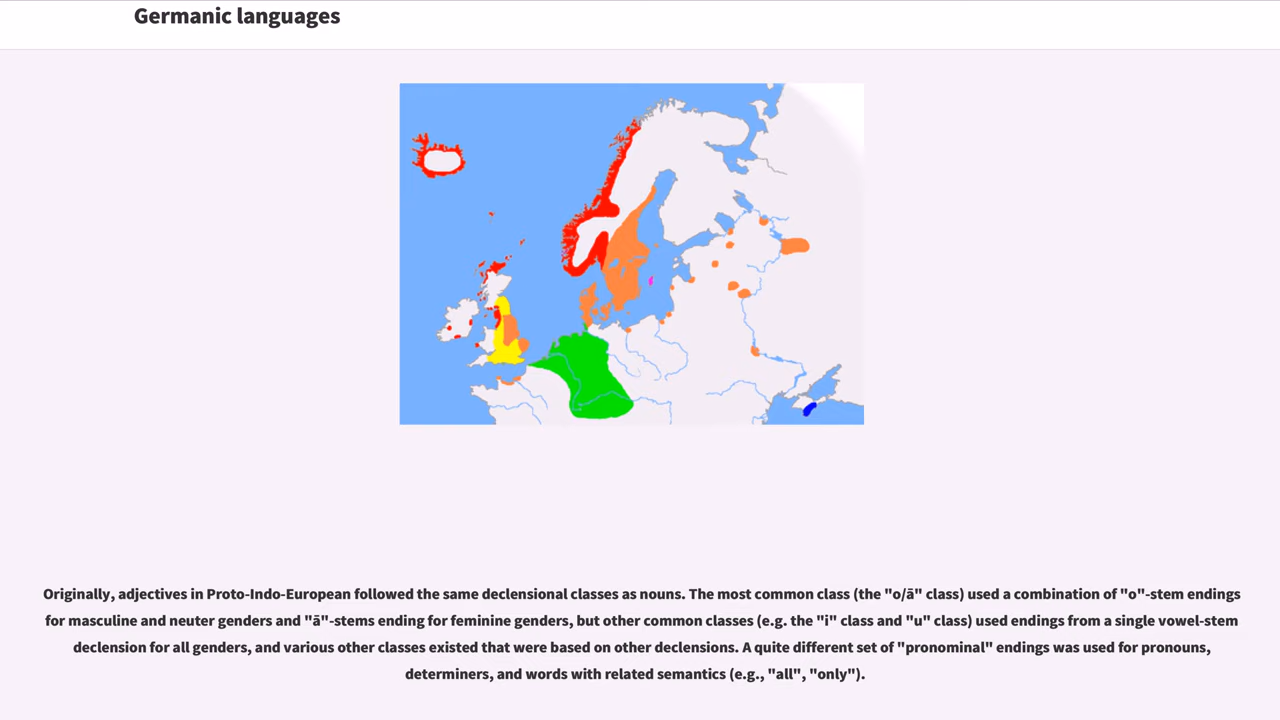 Germanic languages
Originally, adjectives in Proto-Indo-European followed the same declensional classes as nouns. The most common class (the "o/ā" class) used a combination of "o"-stem endings
for masculine and neuter genders and "ā"-stems ending for feminine genders, but other common classes (e.g. the "i" class and "u" class) used endings from a single vowel-stem
declension for all genders, and various other classes existed that were based on other declensions. A quite different set of "pronominal" endings was used for pronouns,
determiners, and words with related semantics (e.g., "all", "only").